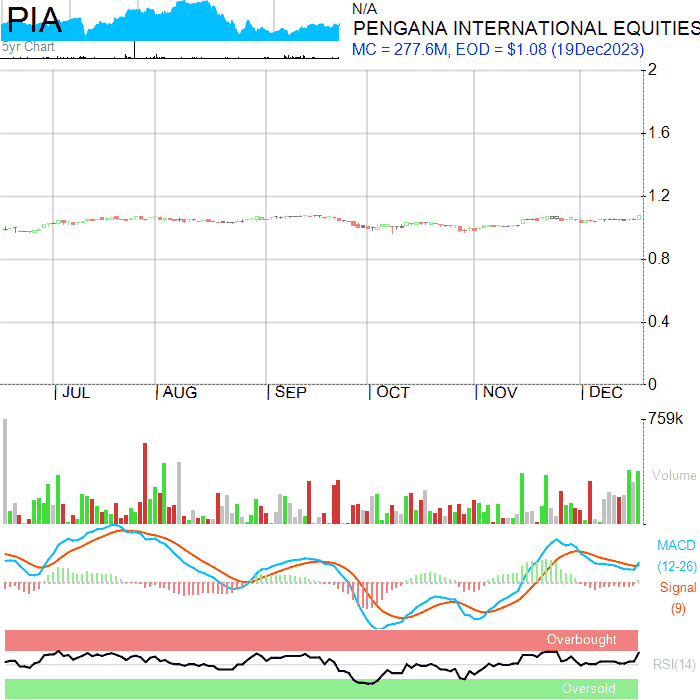 PIA
5yr Chart
N/A
PENGANA INTERNATIONAL EQUITIES
MC = 277.6M, EOD = $1.08 (19Dec2023)
2
1.6
1.2
0.8
0.4
0
JUL
AUG
SEP
OCT
NOV
DEC
759k
Volume
MACD
(12-26)
Signal
(9)
Overbought
RSI(14)
Oversold